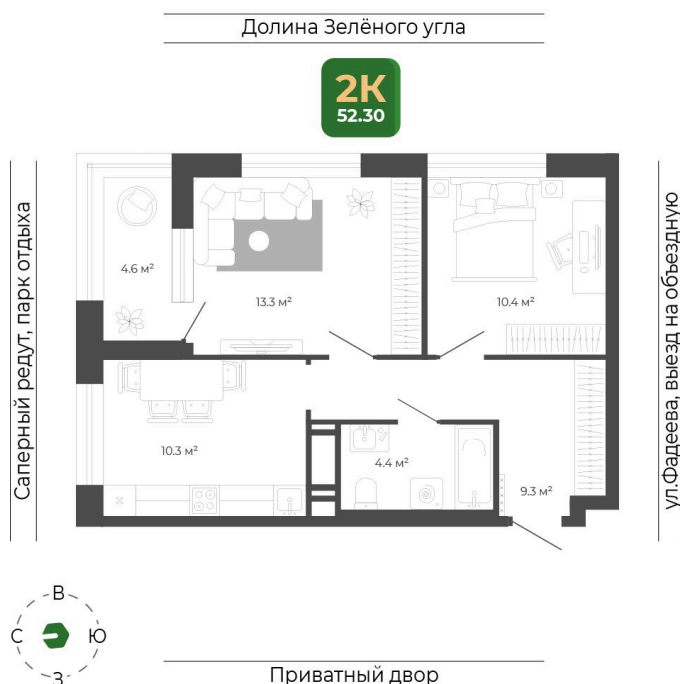 Долина Зелёного угла
2К
52.30
Саперный редут, парк отдыха
ул.Фадеева, выезд на объездную
4.6 м²
13.3 м²
10.4 м²
10.3 м²
4.4 м²
9.3 м²
В
С
Ю
З
Приватный двор